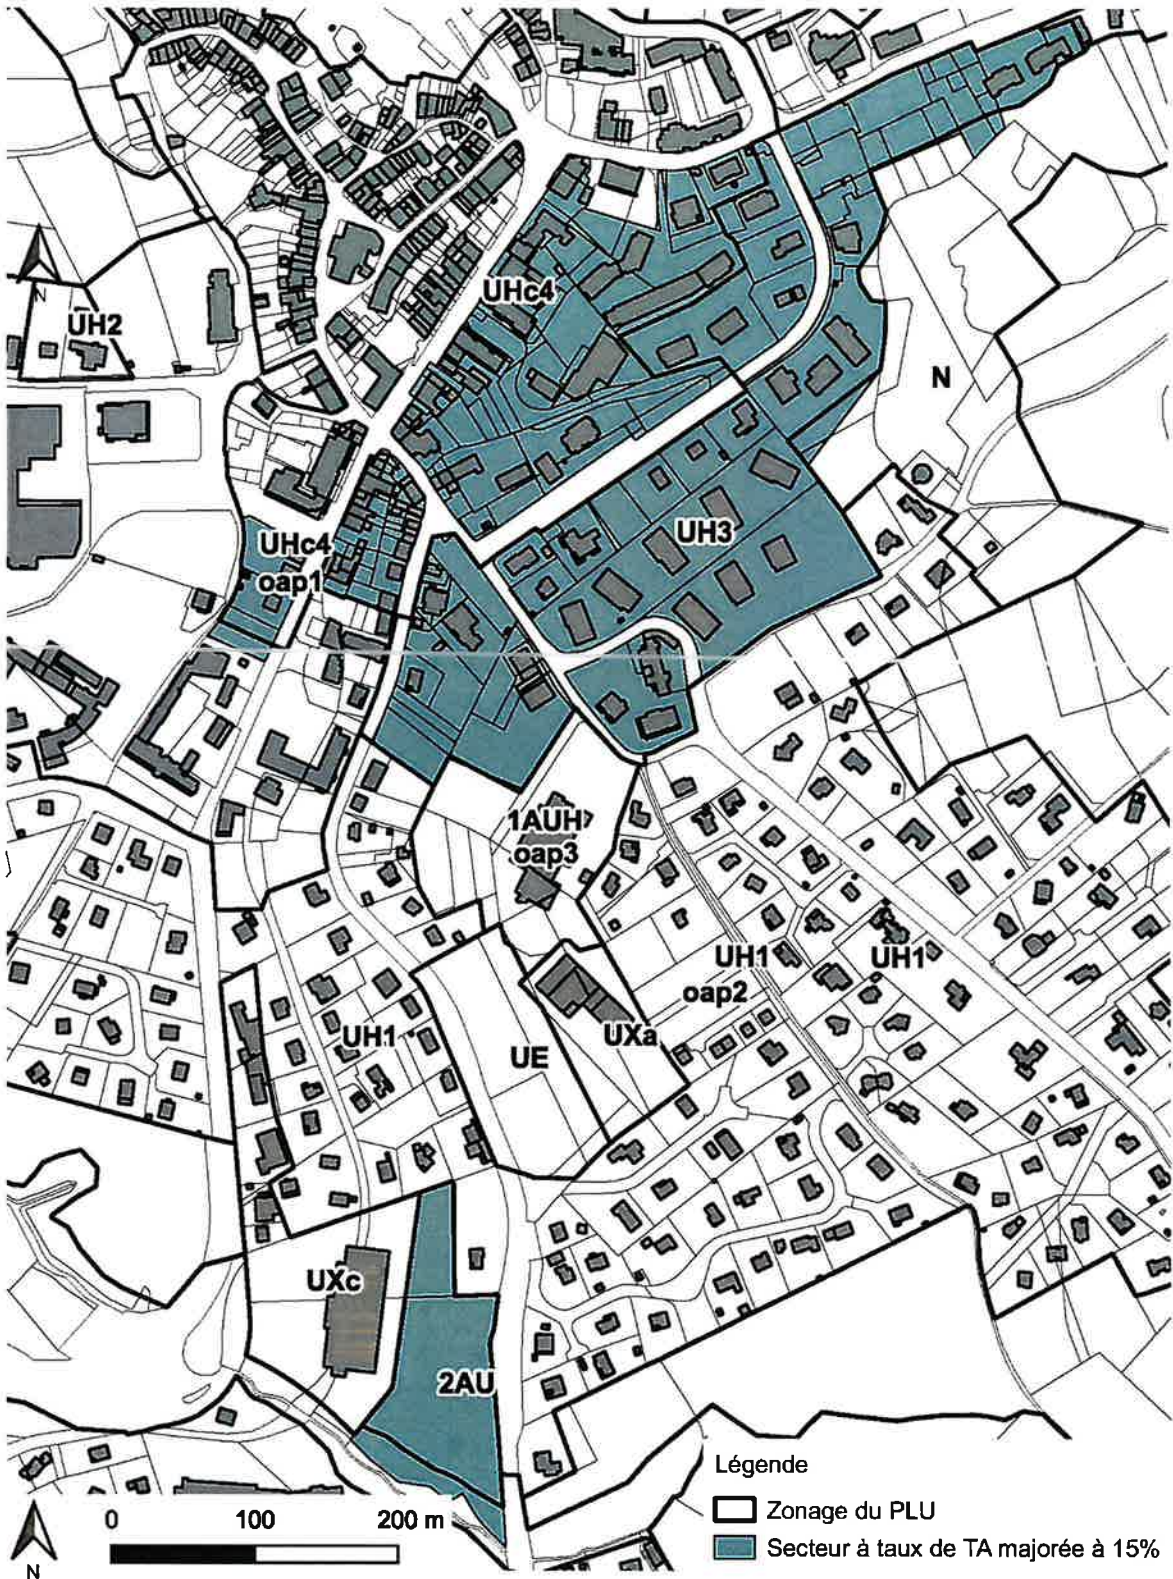 UHc4
N
UH2
N
UH3
UHc4
oap1
1AUH
oap3
UH1
oap2
UH1
UH1
UE
UXa
UXc
2AU
Légende
Zonage du PLU
Secteur à taux de TA majorée à 15%
0 100 200 m
N